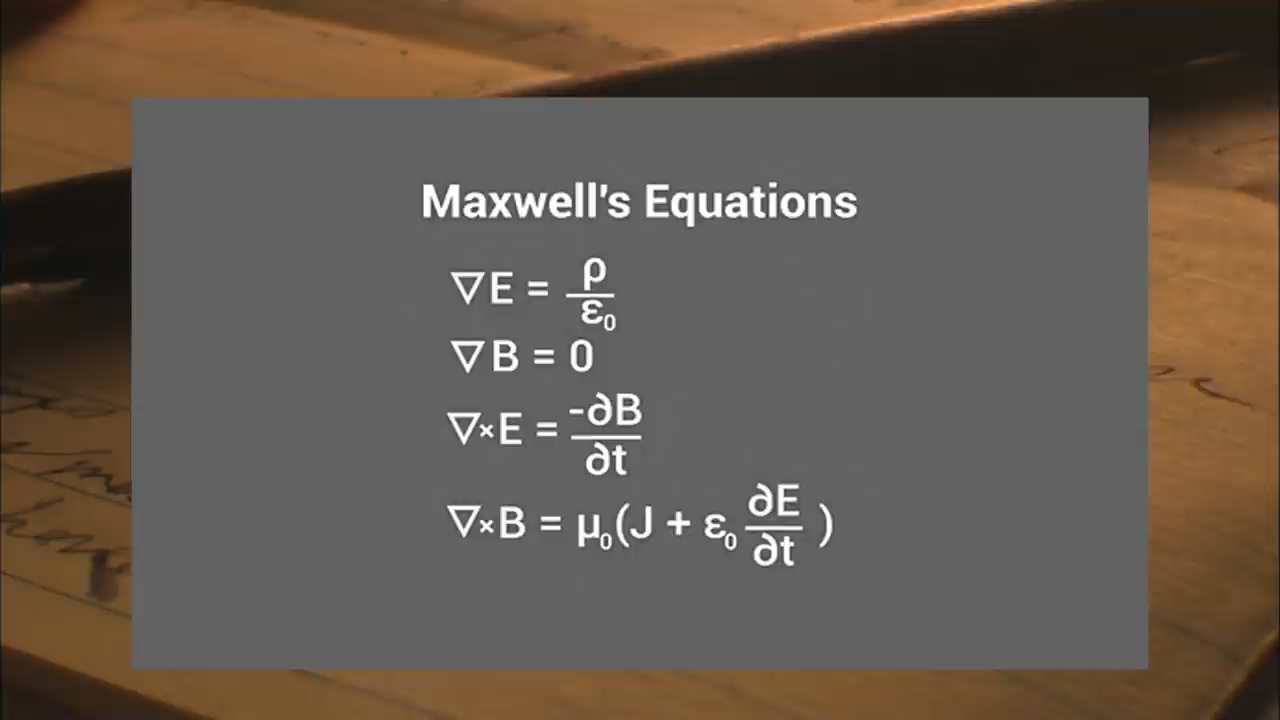 Maxwell's Equations
∇E = ρ/ε₀
∇B = 0
∇×E = -∂B/∂t
∇×B = μ₀(J + ε₀ ∂E/∂t )